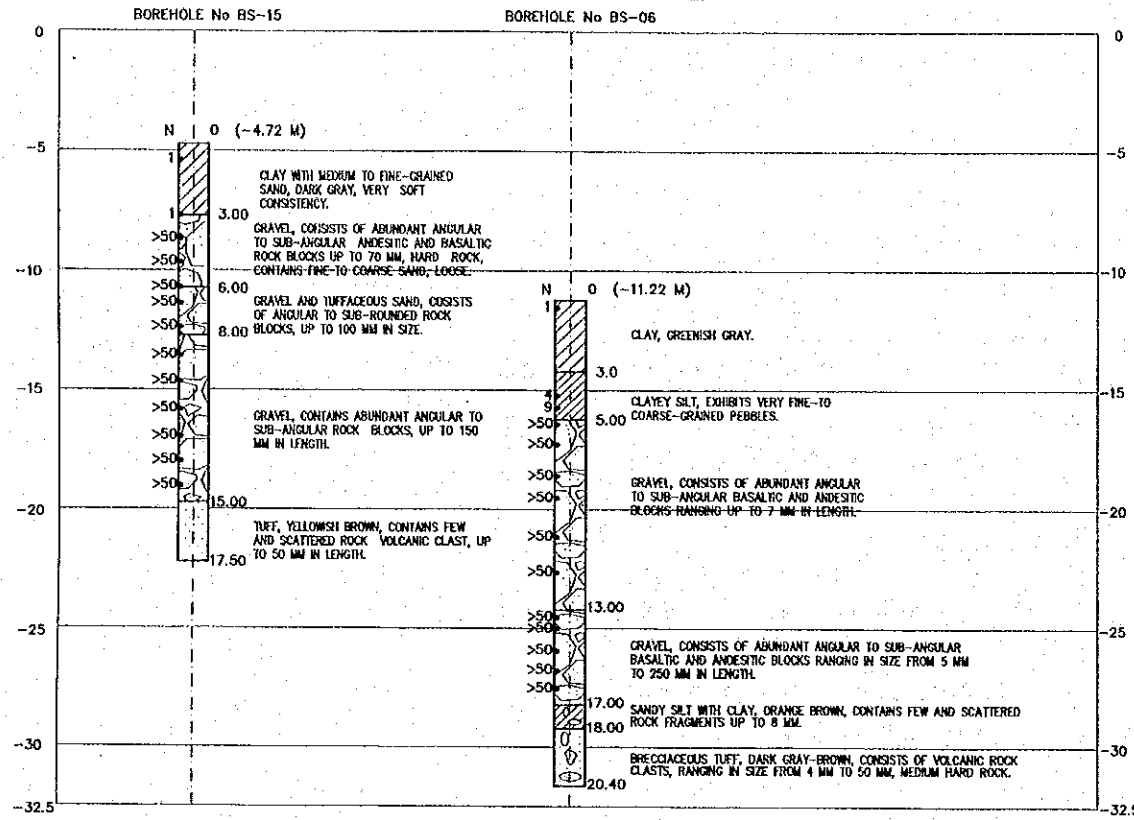 BOREHOLE No BS-15
BOREHOLE No BS-06
0
-5
-10
-15
-20
-25
-30
-32.5
N 0 (-4.72 M)
1
1
>50
>50
>50
>50
>50
>50
>50
>50
>50
>50
>50
3.00
6.00
8.00
15.00
17.50
CLAY WITH MEDIUM TO FINE-GRAINED
SAND, DARK GRAY, VERY SOFT
CONSISTENCY.
GRAVEL, CONSISTS OF ABUNDANT ANGULAR
TO SUB-ANGULAR ANDESITIC AND BASALTIC
ROCK BLOCKS UP TO 70 MM, HARD ROCK,
CONTAINS FINE-TO COARSE SAND, LOOSE.
GRAVEL AND TUFFACEOUS SAND, COSISTS
OF ANGULAR TO SUB-ROUNDED ROCK
BLOCKS, UP TO 100 MM IN SIZE.
GRAVEL, CONTAINS ABUNDANT ANGULAR TO
SUB-ANGULAR ROCK BLOCKS, UP TO 150
MM IN LENGTH.
TUFF, YELLOWISH BROWN, CONTAINS FEW
AND SCATTERED ROCK VOLCANIC CLAST, UP
TO 50 MM IN LENGTH.
N 0 (-11.22 M)
1
4
9
>50
>50
>50
>50
>50
>50
>50
>50
>50
>50
>50
3.0
5.00
13.00
17.00
18.00
20.40
CLAY, GREENISH GRAY.
CLAYEY SILT, EXHIBITS VERY FINE-TO
COARSE-GRAINED PEBBLES.
GRAVEL, CONSISTS OF ABUNDANT ANGULAR
TO SUB-ANGULAR BASALTIC AND ANDESITIC
BLOCKS RANGING UP TO 7 MM IN LENGTH.
GRAVEL, CONSISTS OF ABUNDANT ANGULAR TO SUB-ANGULAR
BASALTIC AND ANDESITIC BLOCKS RANGING IN SIZE FROM 5 MM
TO 250 MM IN LENGTH.
SANDY SILT WITH CLAY, ORANGE BROWN, CONTAINS FEW AND SCATTERED
ROCK FRAGMENTS UP TO 8 MM.
BRECCIACEOUS TUFF, DARK GRAY-BROWN, CONSISTS OF VOLCANIC ROCK
CLASTS, RANGING IN SIZE FROM 4 MM TO 50 MM, MEDIUM HARD ROCK.
0
-5
-10
-15
-20
-25
-30
-32.5